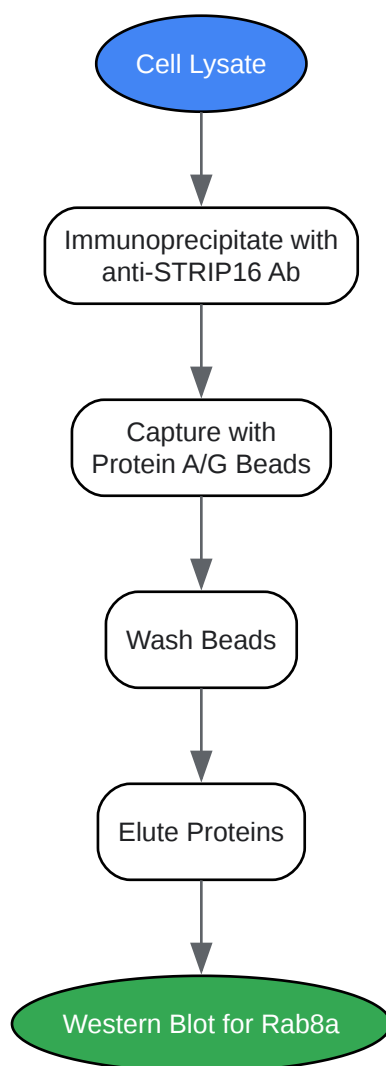 Cell Lysate
Immunoprecipitate with
anti-STRIP16 Ab
Capture with
Protein A/G Beads
Wash Beads
Elute Proteins
Western Blot for Rab8a